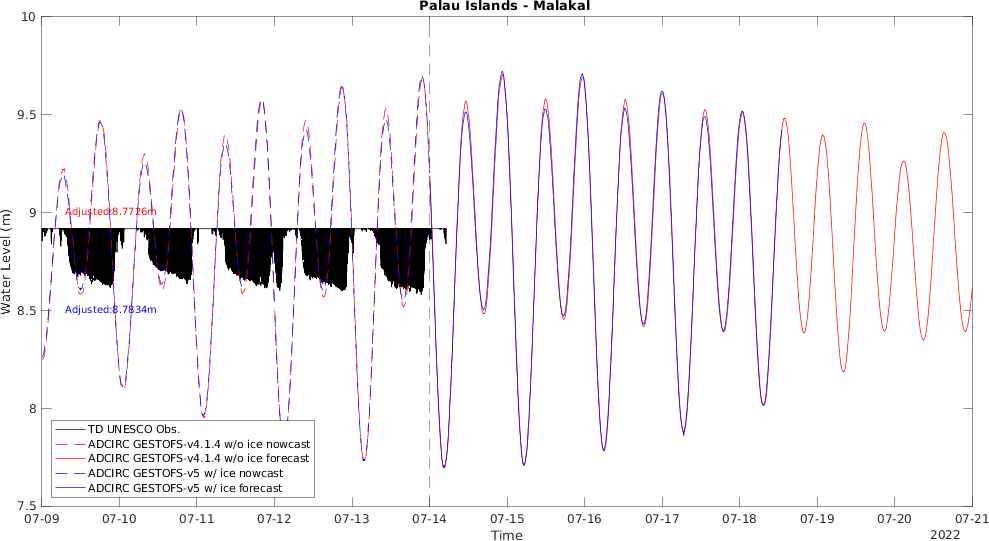 Palau Islands - Malakal
10
9.5
9
8.5
8
7.5
Water Level (m)
Adjusted:8.7726m
Adjusted:8.7834m
TD UNESCO Obs.
ADCIRC GESTOFS-v4.1.4 w/o ice nowcast
ADCIRC GESTOFS-v4.1.4 w/o ice forecast
ADCIRC GESTOFS-v5 w/ ice nowcast
ADCIRC GESTOFS-v5 w/ ice forecast
07-09 07-10 07-11 07-12 07-13 07-14 07-15 07-16 07-17 07-18 07-19 07-20 07-21
Time
2022